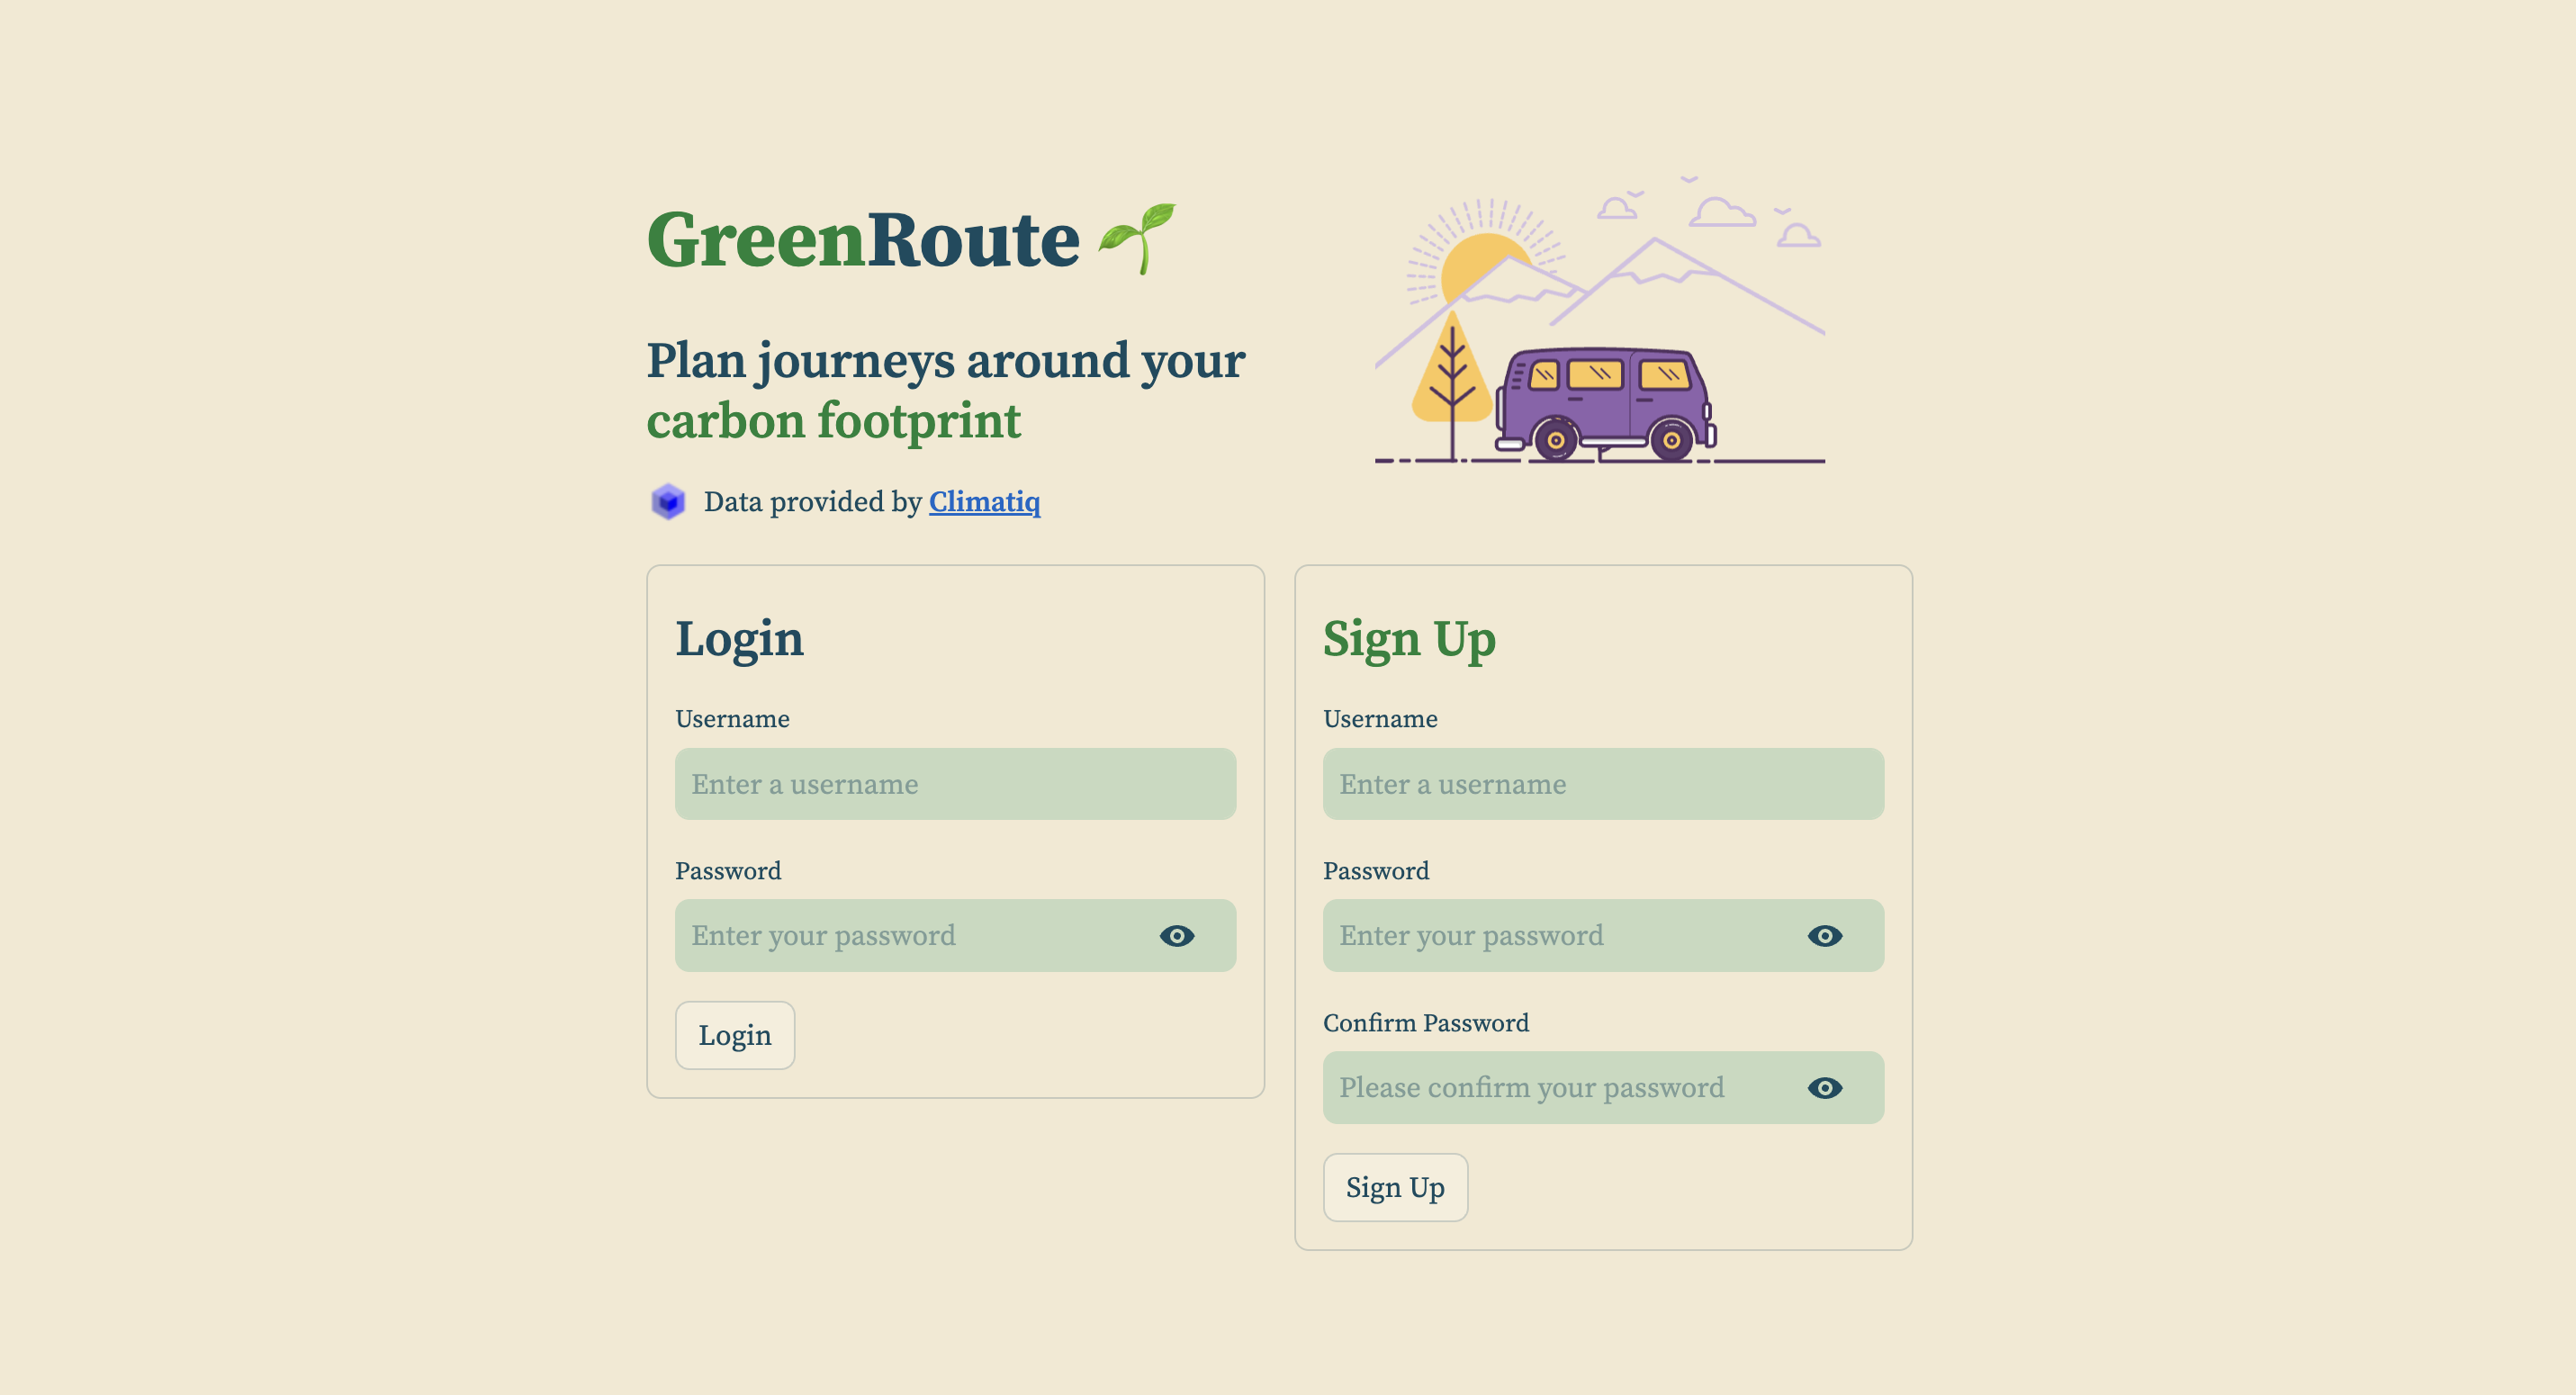 GreenRoute
Plan journeys around your
carbon footprint
Data provided by Climatiq
Login
Username
Enter a username
Password
Enter your password
Login
Sign Up
Username
Enter a username
Password
Enter your password
Confirm Password
Please confirm your password
Sign Up